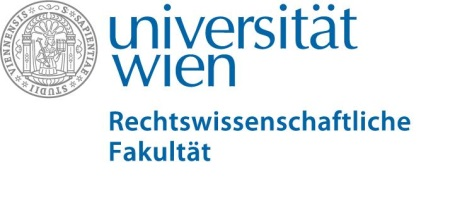 universität
wien
Rechtswissenschaftliche
Fakultät